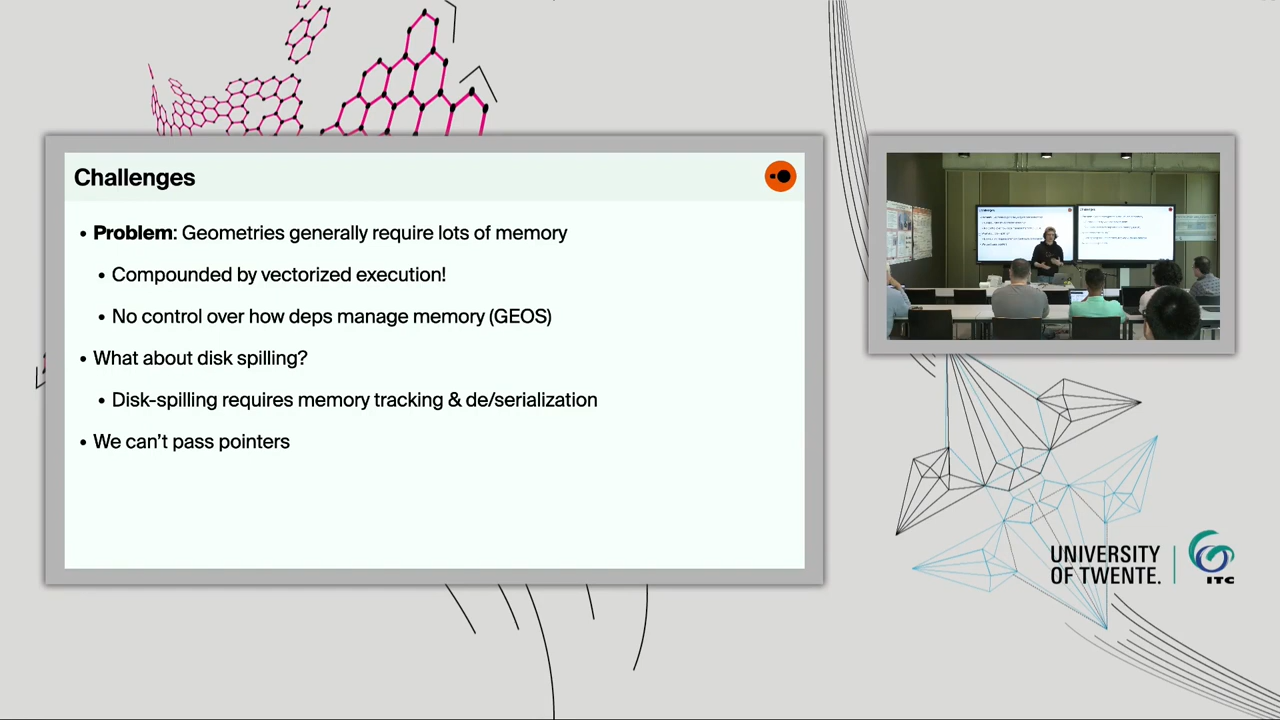 Challenges
• Problem: Geometries generally require lots of memory
• Compounded by vectorized execution!
• No control over how deps manage memory (GEOS)
• What about disk spilling?
• Disk-spilling requires memory tracking & de/serialization
• We can't pass pointers
UNIVERSITY
OF TWENTE.
ITC